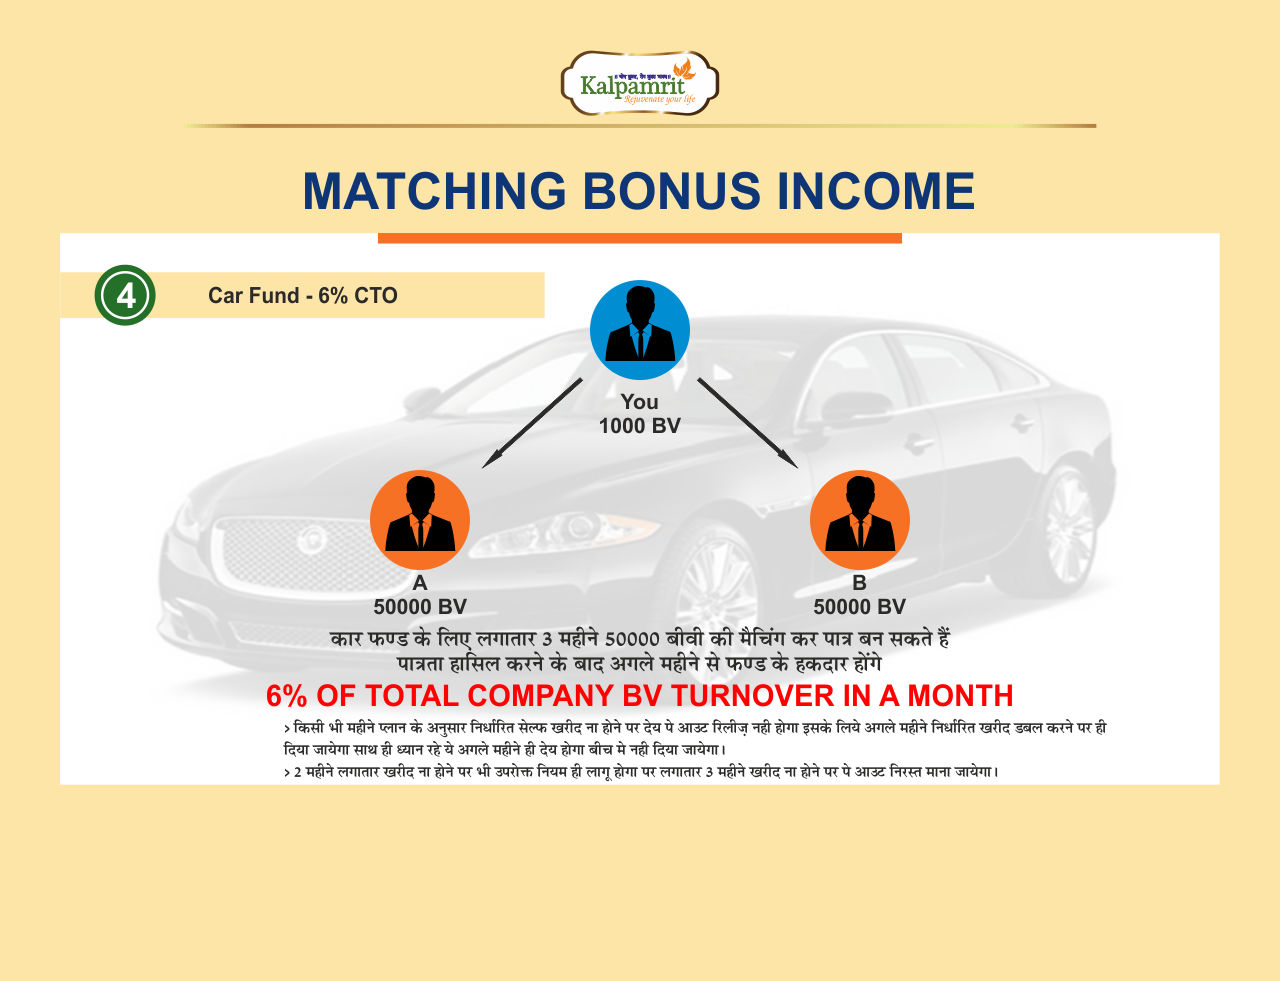 Kalpamrit
Rejuvenate your life
MATCHING BONUS INCOME
4
Car Fund - 6% CTO
You
1000 BV
A
50000 BV
B
50000 BV
कार फण्ड के लिए लगातार 3 महीने 50000 बीवी की मैचिंग कर पात्र बन सकते हैं
पात्रता हासिल करने के बाद अगले महीने से फण्ड के हकदार होंगे
6% OF TOTAL COMPANY BV TURNOVER IN A MONTH
> किसी भी महीने प्लान के अनुसार निर्धारित सेल्फ खरीद ना होने पर देय पे आउट रिलीज़ नही होगा इसके लिये अगले महीने निर्धारित खरीद डबल करने पर ही
दिया जायेगा साथ ही ध्यान रहे ये अगले महीने ही देय होगा बीच मे नही दिया जायेगा।
> 2 महीने लगातार खरीद ना होने पर भी उपरोक्त नियम ही लागू होगा पर लगातार 3 महीने खरीद ना होने पर पे आउट निरस्त माना जायेगा।